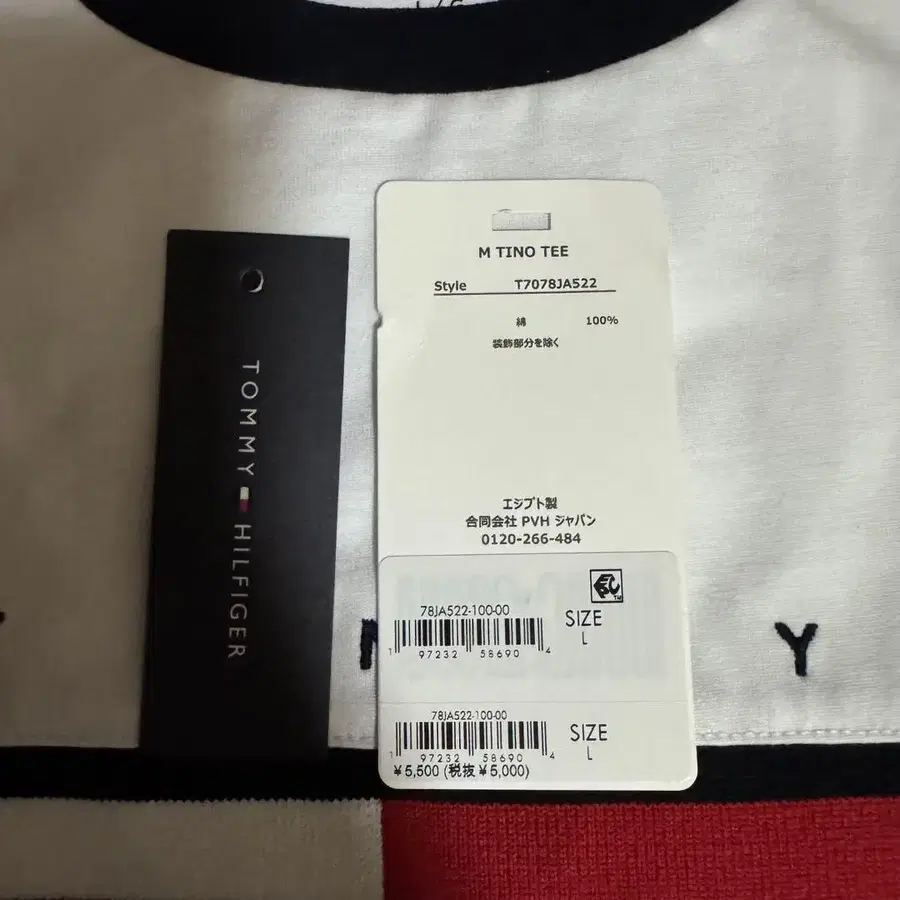 TOMMY HILFIGER
M TINO TEE
Style T7078JA522
綿 100%
装飾部分を除く
エジプト製
合同会社 PVH ジャパン
0120-266-484
78JA522-100-00
SIZE
L
1 97232 58690 4
78JA522-100-00
SIZE
L
1 97232 58690 4
¥5,500 (税抜 ¥5,000)
Y